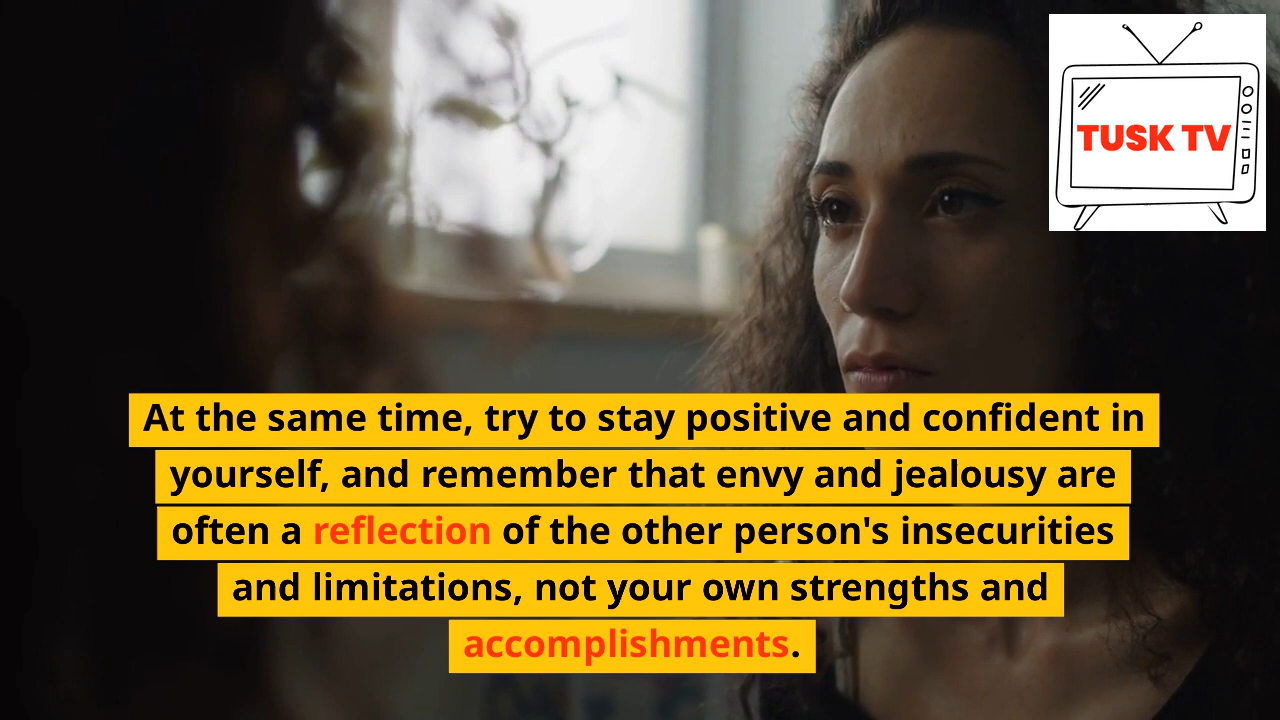 TUSK TV
At the same time, try to stay positive and confident in
yourself, and remember that envy and jealousy are
often a reflection of the other person's insecurities
and limitations, not your own strengths and
accomplishments.